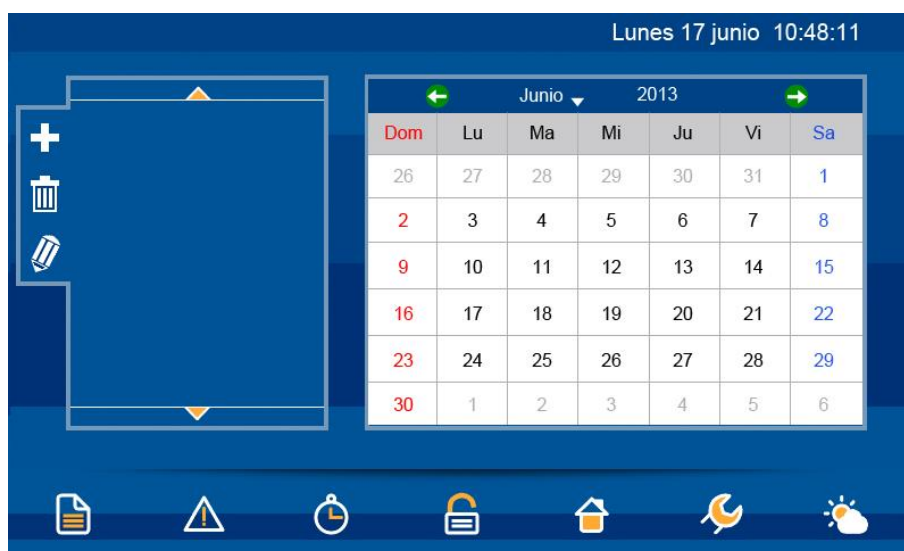 Lunes 17 junio 10:48:11
Junio 2013
Dom Lu Ma Mi Ju Vi Sa
26 27 28 29 30 31 1
2 3 4 5 6 7 8
9 10 11 12 13 14 15
16 17 18 19 20 21 22
23 24 25 26 27 28 29
30 1 2 3 4 5 6